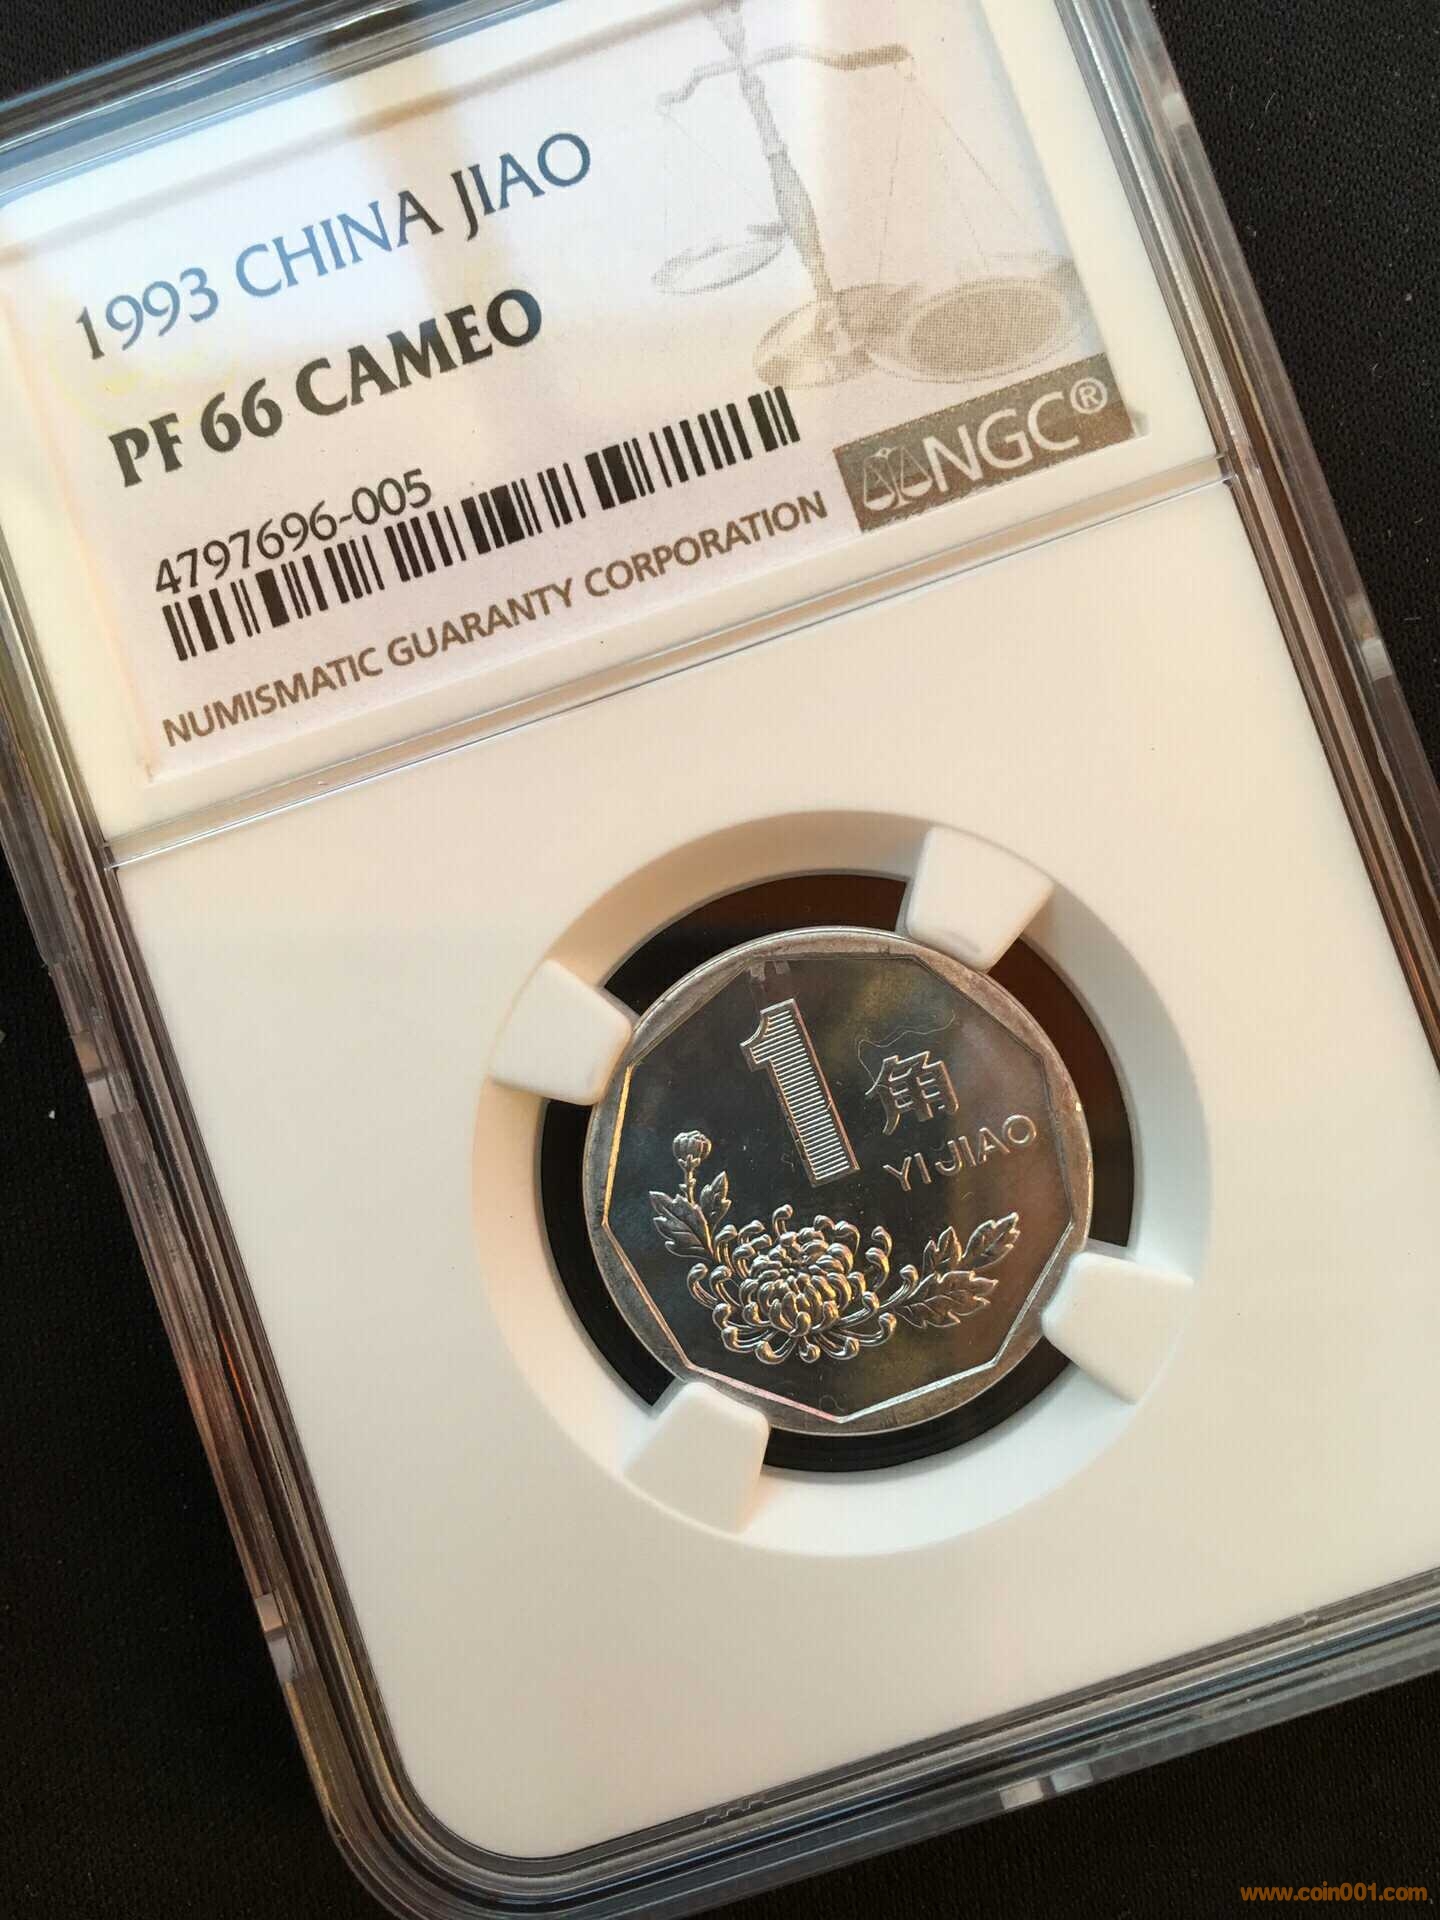 1993 CHINA JIAO
PF 66 CAMEO
4797696-005
NGC®
NUMISMATIC GUARANTY CORPORATION
1角
YI JIAO
www.coin001.com